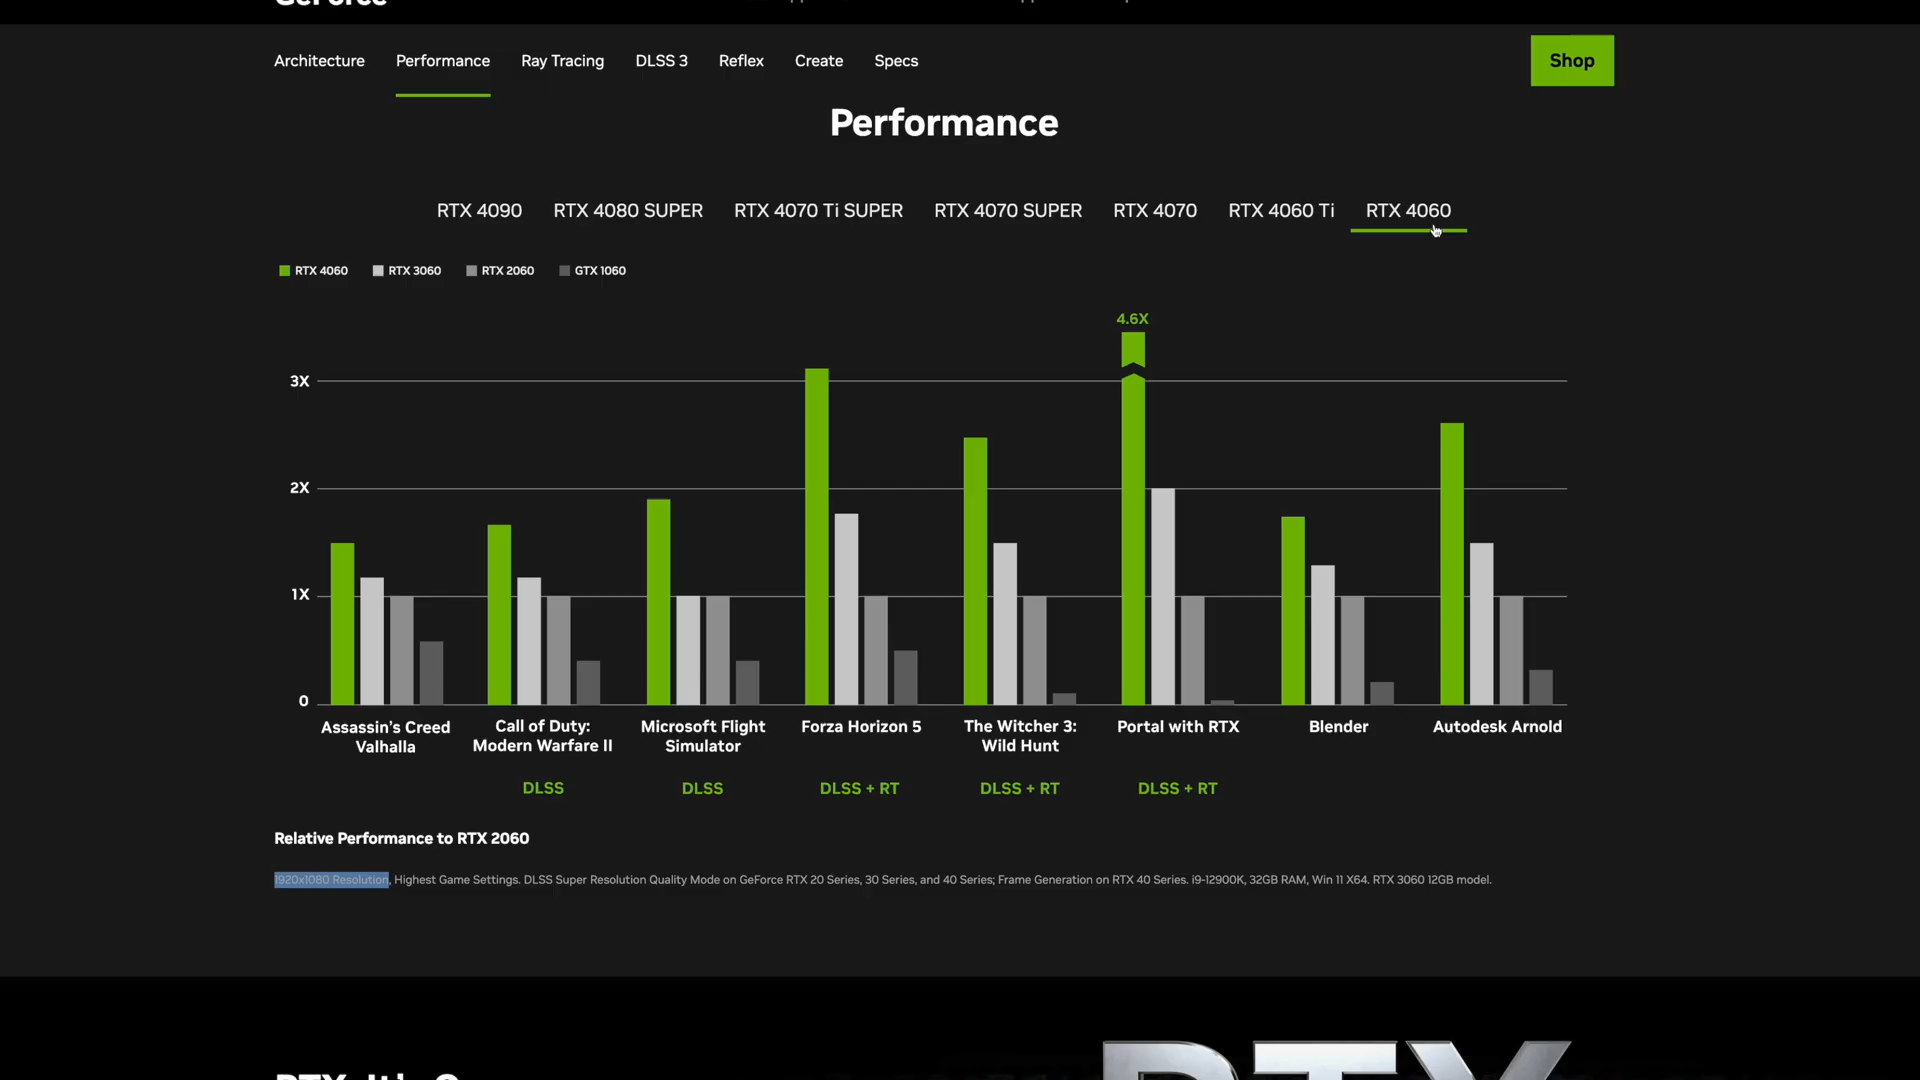 GeForce
Architecture Performance Ray Tracing DLSS 3 Reflex Create Specs Shop
Performance
RTX 4090 RTX 4080 SUPER RTX 4070 Ti SUPER RTX 4070 SUPER RTX 4070 RTX 4060 Ti RTX 4060
RTX 4060 RTX 3060 RTX 2060 GTX 1060
4.6X
3X
2X
1X
0
Assassin's Creed
Valhalla
Call of Duty:
Modern Warfare II
Microsoft Flight
Simulator
Forza Horizon 5
The Witcher 3:
Wild Hunt
Portal with RTX
Blender
Autodesk Arnold
DLSS DLSS DLSS + RT DLSS + RT DLSS + RT
Relative Performance to RTX 2060
1920x1080 Resolution, Highest Game Settings. DLSS Super Resolution Quality Mode on GeForce RTX 20 Series, 30 Series, and 40 Series; Frame Generation on RTX 40 Series. i9-12900K, 32GB RAM, Win 11 X64. RTX 3060 12GB model.
RTX